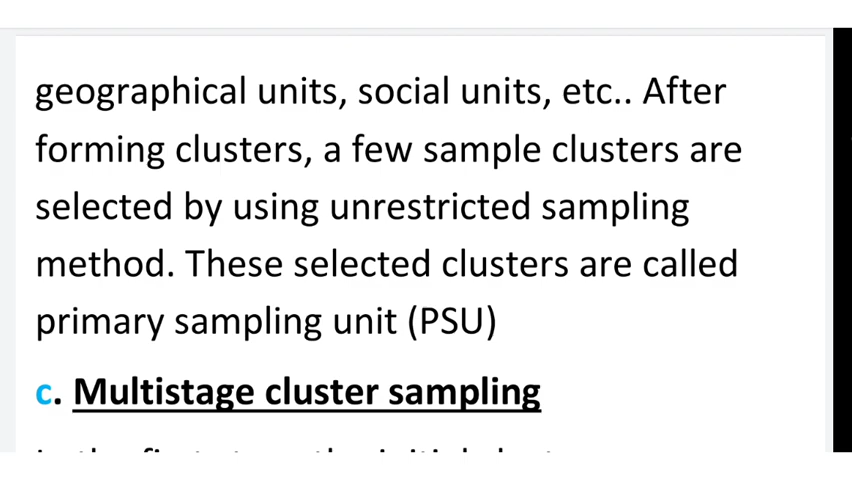 geographical units, social units, etc.. After
forming clusters, a few sample clusters are
selected by using unrestricted sampling
method. These selected clusters are called
primary sampling unit (PSU)
c. Multistage cluster sampling